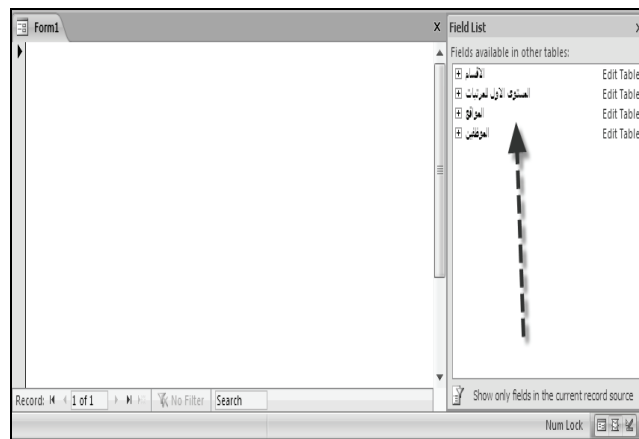 Form1
Field List
Fields available in other tables:
الأقسام Edit Table
المستوى الاول للمرتبات Edit Table
المواقع Edit Table
الموظفين Edit Table
Show only fields in the current record source
Record: 1 of 1 No Filter Search
Num Lock